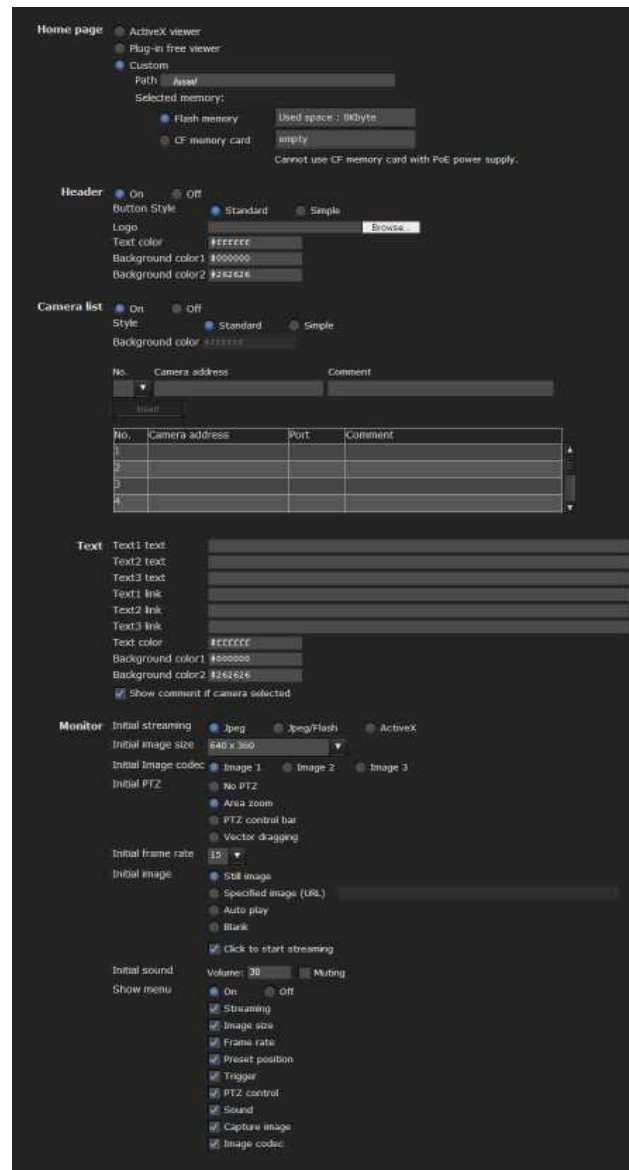 Home page ActiveX viewer
Plug-in free viewer
Custom
Path
Selected memory:
Flash memory Used space : 0Kbyte
CF memory card empty
Cannot use CF memory card with PoE power supply.
Header On Off
Button Style Standard Simple
Logo Browse...
Text color #cccccc
Background color1 #000000
Background color2 #262626
Camera list On Off
Style Standard Simple
Background color
No. Camera address Comment
Insert
No. Camera address Port Comment
1
2
3
4
Text Text1 text
Text2 text
Text3 text
Text1 link
Text2 link
Text3 link
Text color #cccccc
Background color1 #000000
Background color2 #262626
Show comment if camera selected
Monitor Initial streaming Jpeg Jpeg/Flash ActiveX
Initial image size 640 x 360
Initial Image codec Image 1 Image 2 Image 3
Initial PTZ No PTZ
Area zoom
PTZ control bar
Vector dragging
Initial frame rate 15
Initial image Still image
Specified image (URL)
Auto play
Blank
Click to start streaming
Initial sound Volume: 30 Muting
Show menu On Off
Streaming
Image size
Frame rate
Preset position
Trigger
PTZ control
Sound
Capture image
Image codec